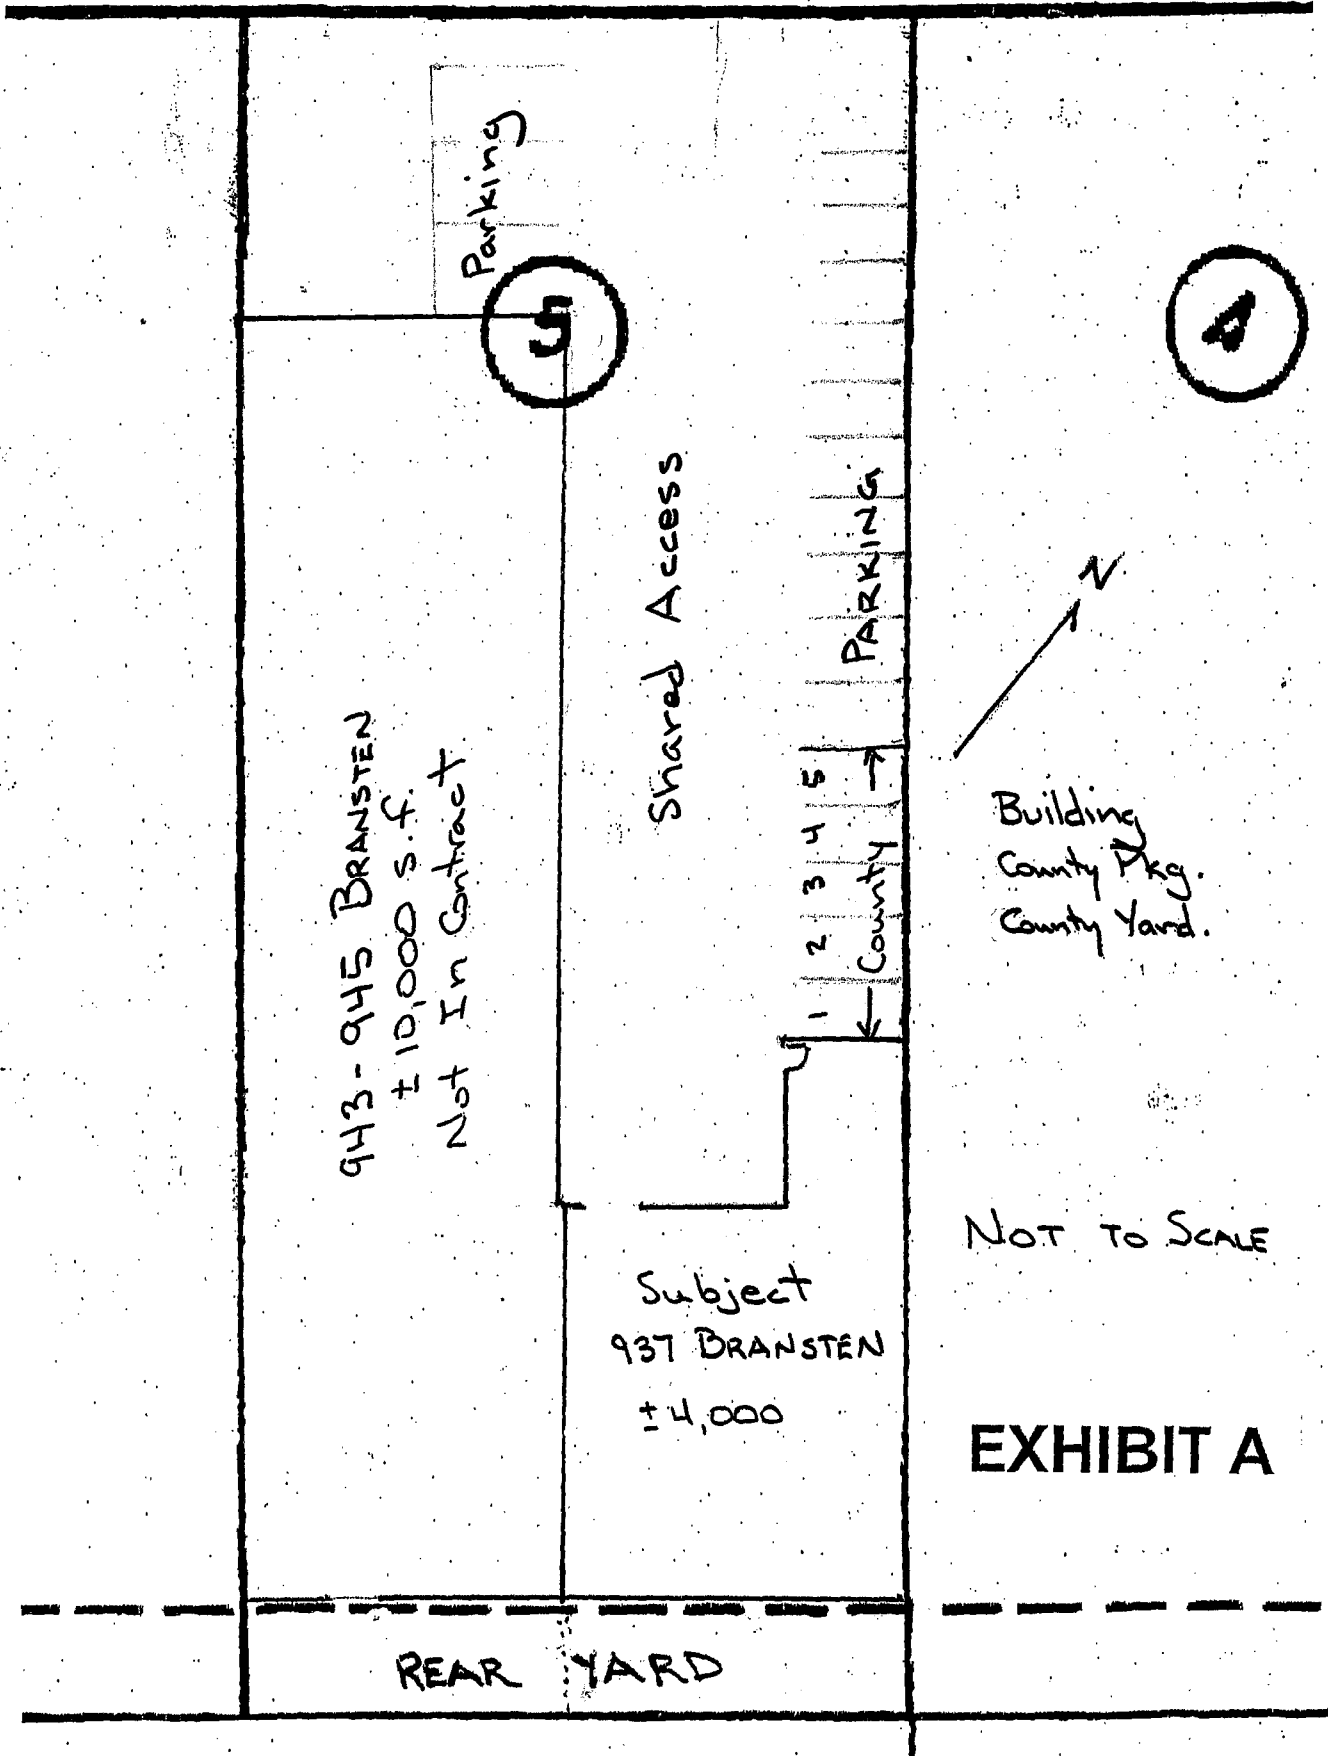 Parking
5
4
Shared Access
PARKING
N
943-945 BRANSTEN
± 10,000 s.f.
Not In Contract
5
4
3
2
1
County
Building
County Pkg.
County Yard.
NOT TO SCALE
Subject
937 BRANSTEN
± 4,000
EXHIBIT A
REAR YARD